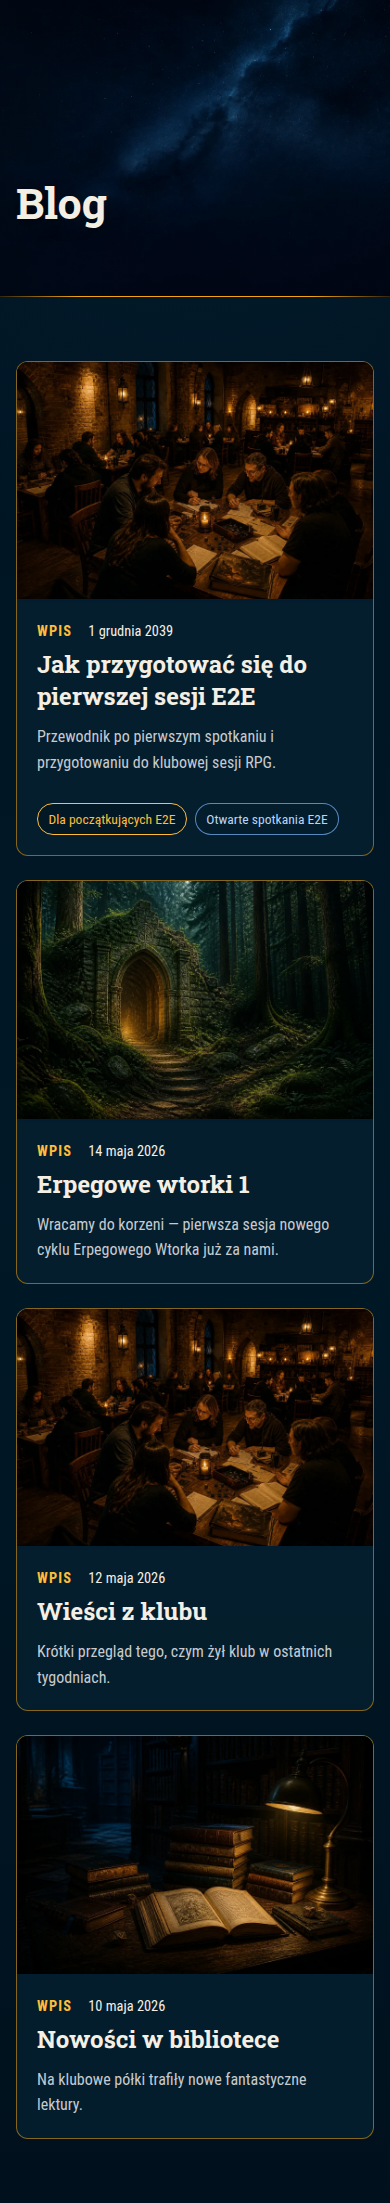 Blog
WPIS 1 grudnia 2039
Jak przygotować się do
pierwszej sesji E2E
Przewodnik po pierwszym spotkaniu i
przygotowaniu do klubowej sesji RPG.
Dla początkujących E2E Otwarte spotkania E2E
WPIS 14 maja 2026
Erpegowe wtorki 1
Wracamy do korzeni — pierwsza sesja nowego
cyklu Erpegowego Wtorka już za nami.
WPIS 12 maja 2026
Wieści z klubu
Krótki przegląd tego, czym żył klub w ostatnich
tygodniach.
WPIS 10 maja 2026
Nowości w bibliotece
Na klubowe półki trafiły nowe fantastyczne
lektury.